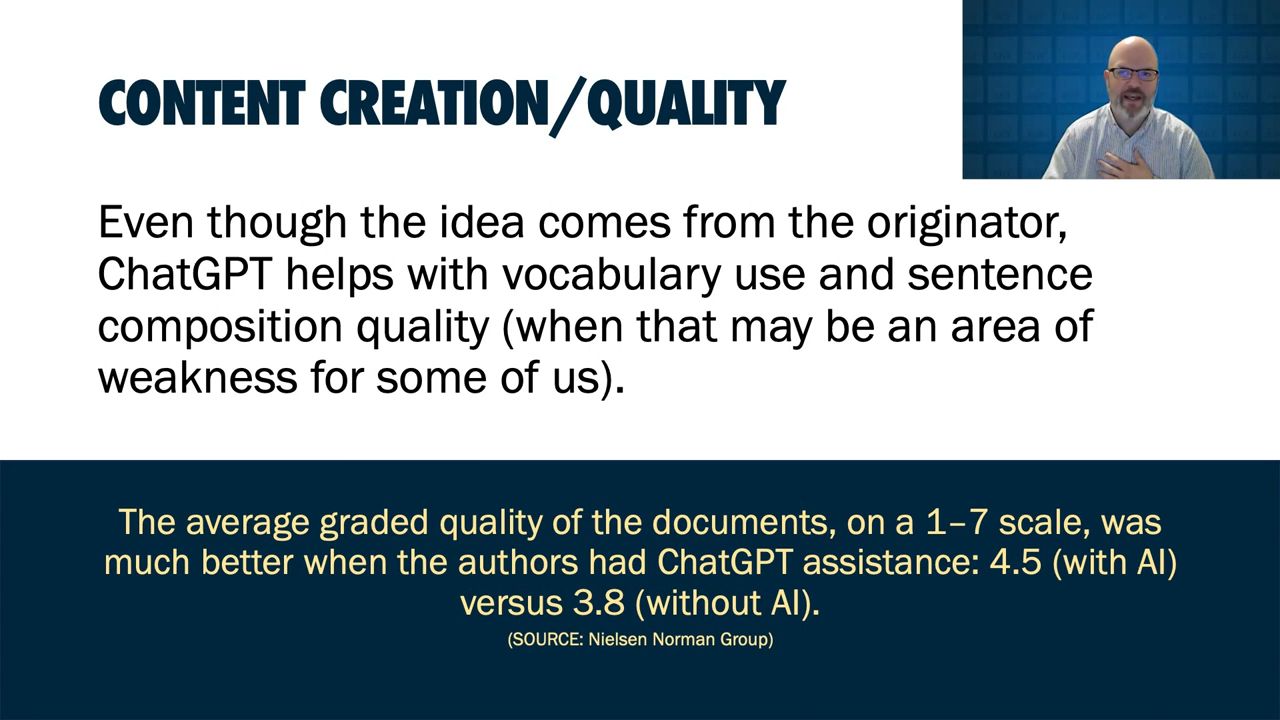 CONTENT CREATION/QUALITY
Even though the idea comes from the originator,
ChatGPT helps with vocabulary use and sentence
composition quality (when that may be an area of
weakness for some of us).
The average graded quality of the documents, on a 1–7 scale, was
much better when the authors had ChatGPT assistance: 4.5 (with AI)
versus 3.8 (without AI).
(SOURCE: Nielsen Norman Group)